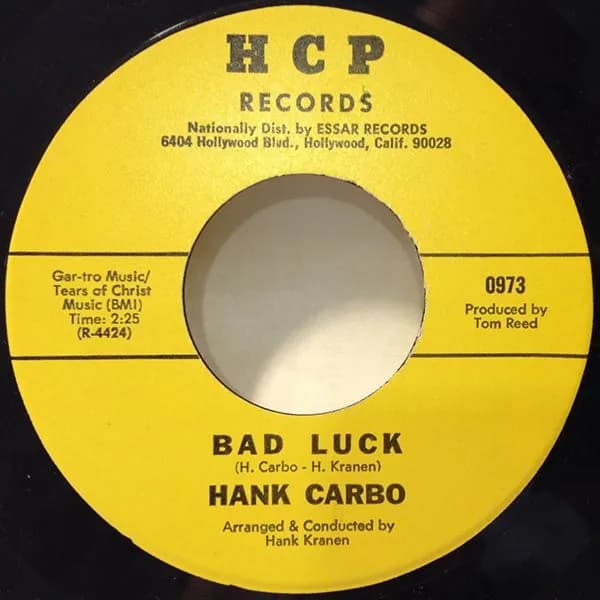 HCP
RECORDS
Nationally Dist. by ESSAR RECORDS
6404 Hollywood Blvd., Hollywood, Calif. 90028
Gar-tro Music/
Tears of Christ
Music (BMI)
Time: 2:25
(R-4424)
0973
Produced by
Tom Reed
BAD LUCK
(H. Carbo - H. Kranen)
HANK CARBO
Arranged & Conducted by
Hank Kranen